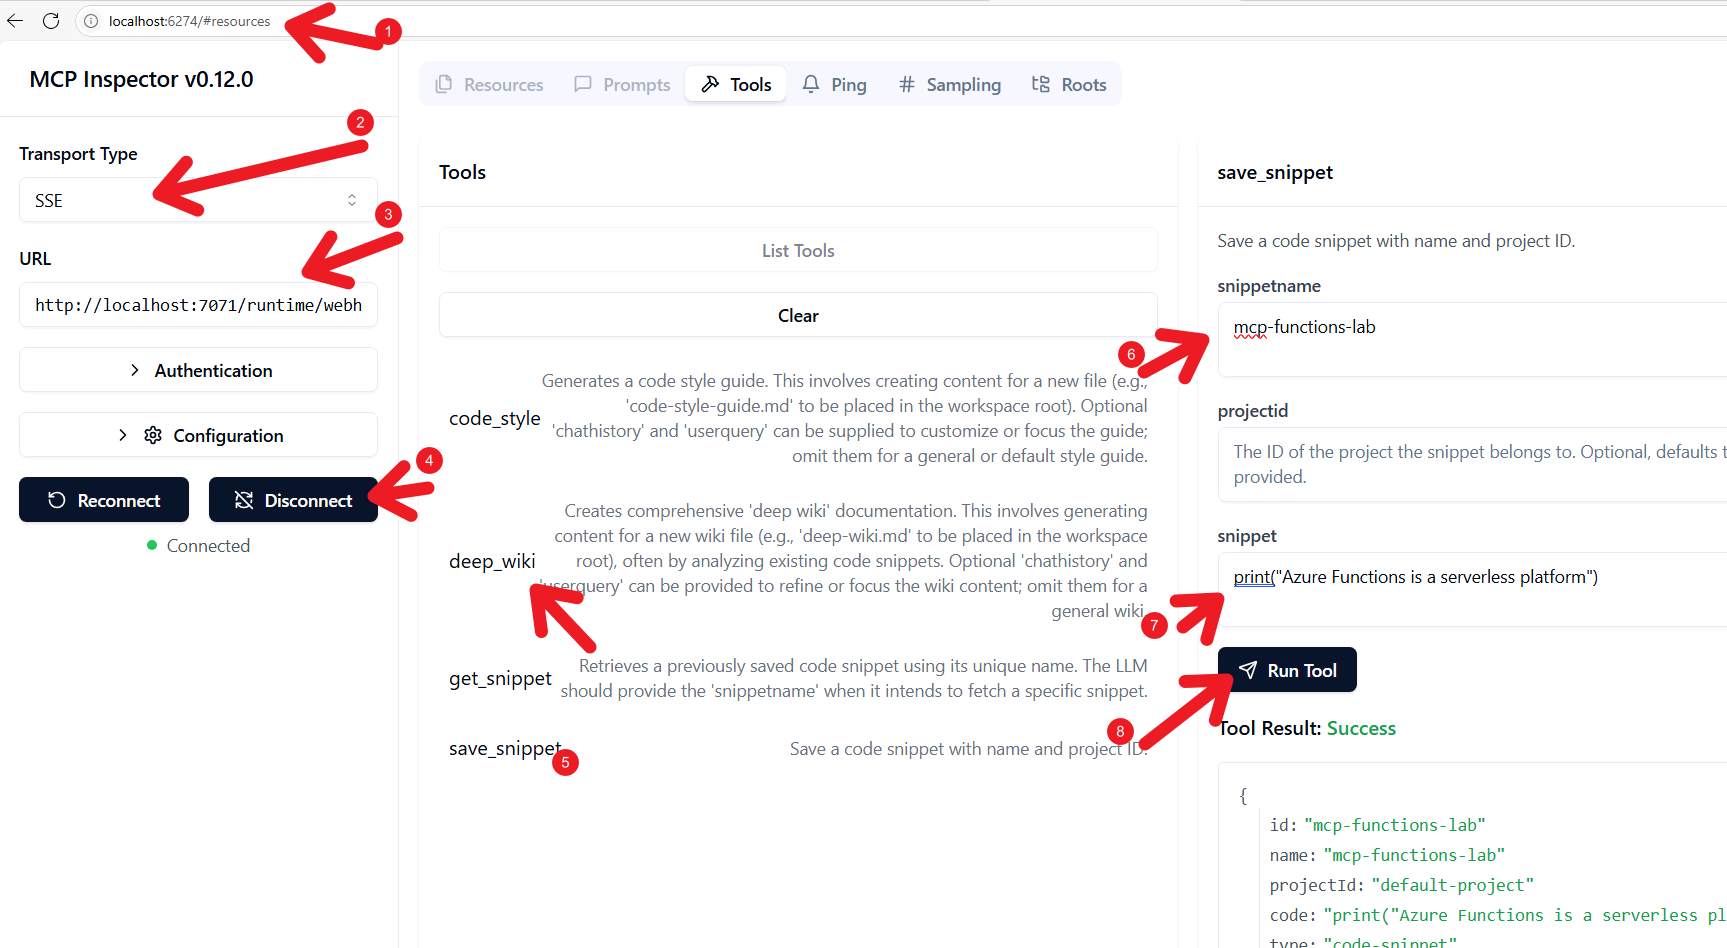 localhost:6274/#resources
1
MCP Inspector v0.12.0
2
Transport Type
SSE
3
URL
http://localhost:7071/runtime/webh
Authentication
Configuration
4
Reconnect
Disconnect
Connected
Resources
Prompts
Tools
Ping
Sampling
Roots
Tools
List Tools
Clear
code_style
Generates a code style guide. This involves creating content for a new file (e.g.,
'code-style-guide.md' to be placed in the workspace root). Optional
'chathistory' and 'userquery' can be supplied to customize or focus the guide;
omit them for a general or default style guide.
deep_wiki
Creates comprehensive 'deep wiki' documentation. This involves generating
content for a new wiki file (e.g., 'deep-wiki.md' to be placed in the workspace
root), often by analyzing existing code snippets. Optional 'chathistory' and
'userquery' can be provided to refine or focus the wiki content; omit them for a
general wiki.
get_snippet
Retrieves a previously saved code snippet using its unique name. The LLM
should provide the 'snippetname' when it intends to fetch a specific snippet.
save_snippet
5
Save a code snippet with name and project ID.
save_snippet
Save a code snippet with name and project ID.
snippetname
6
mcp-functions-lab
projectid
The ID of the project the snippet belongs to. Optional, defaults t
provided.
snippet
print("Azure Functions is a serverless platform")
7
Run Tool
8
Tool Result: Success
{
id: "mcp-functions-lab"
name: "mcp-functions-lab"
projectId: "default-project"
code: "print("Azure Functions is a serverless pl
type: "code-snippet"